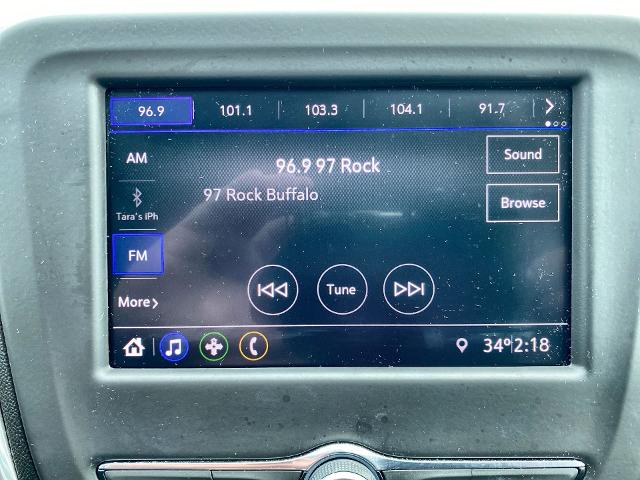 96.9 101.1 103.3 104.1 91.7
AM
96.9 97 Rock
Sound
97 Rock Buffalo
Tara's iPh
Browse
FM
Tune
More
34° 2:18